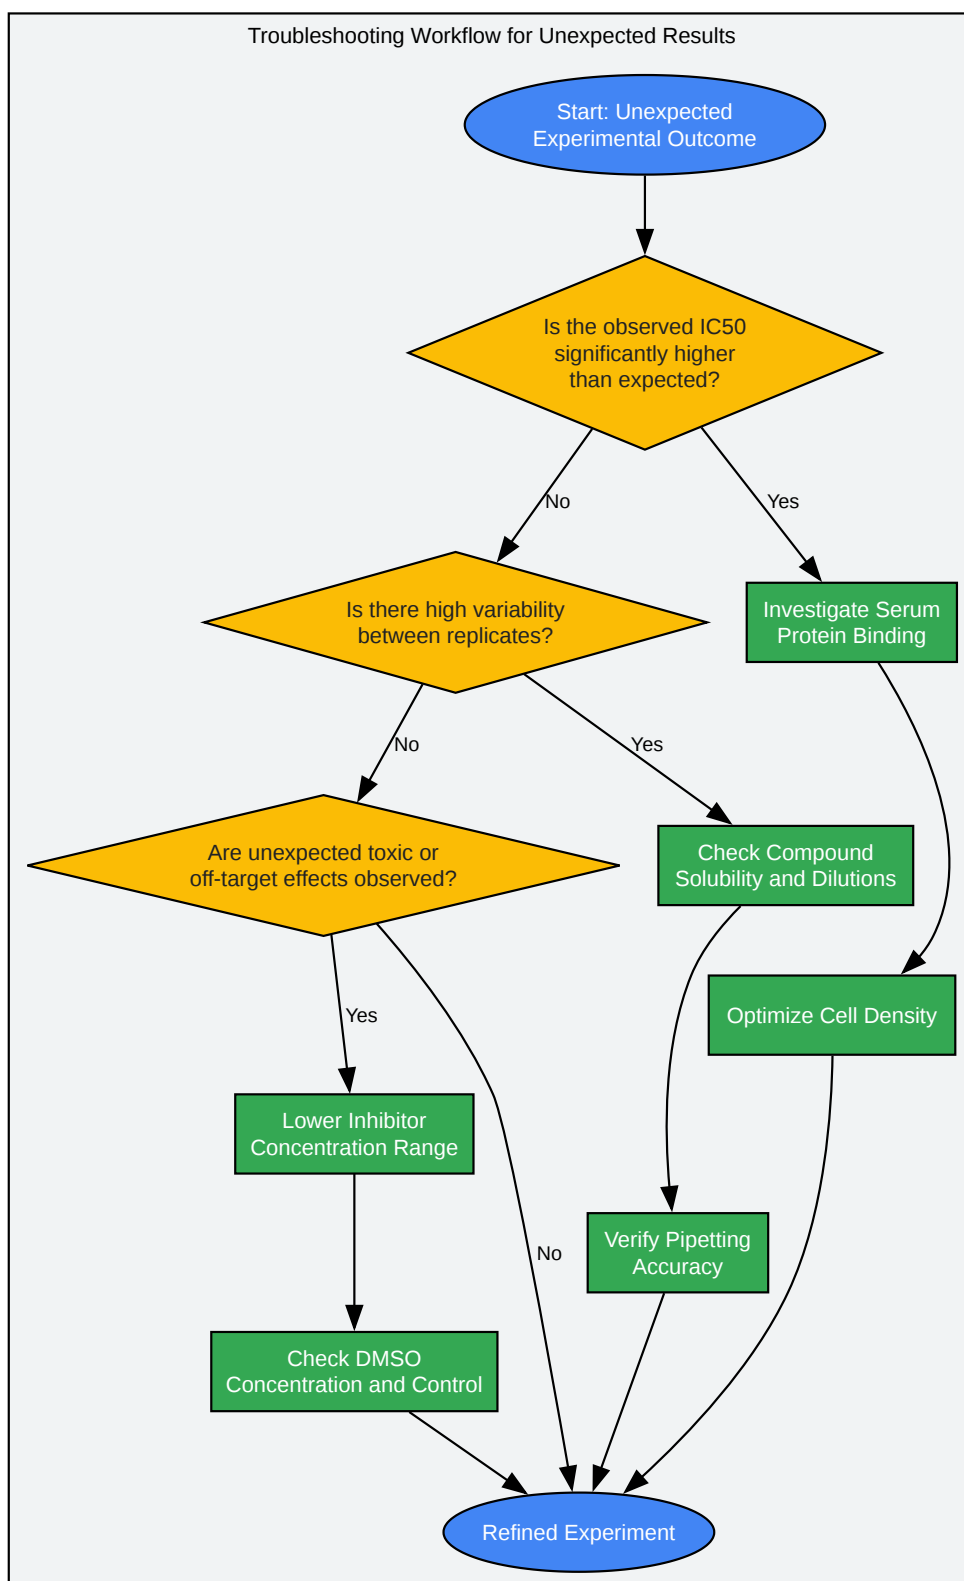 Troubleshooting Workflow for Unexpected Results
Start: Unexpected
Experimental Outcome
Is the observed IC50
significantly higher
than expected?
No
Yes
Is there high variability
between replicates?
Investigate Serum
Protein Binding
No
Yes
Are unexpected toxic or
off-target effects observed?
Check Compound
Solubility and Dilutions
Yes
Optimize Cell Density
Lower Inhibitor
Concentration Range
No
Verify Pipetting
Accuracy
Check DMSO
Concentration and Control
Refined Experiment